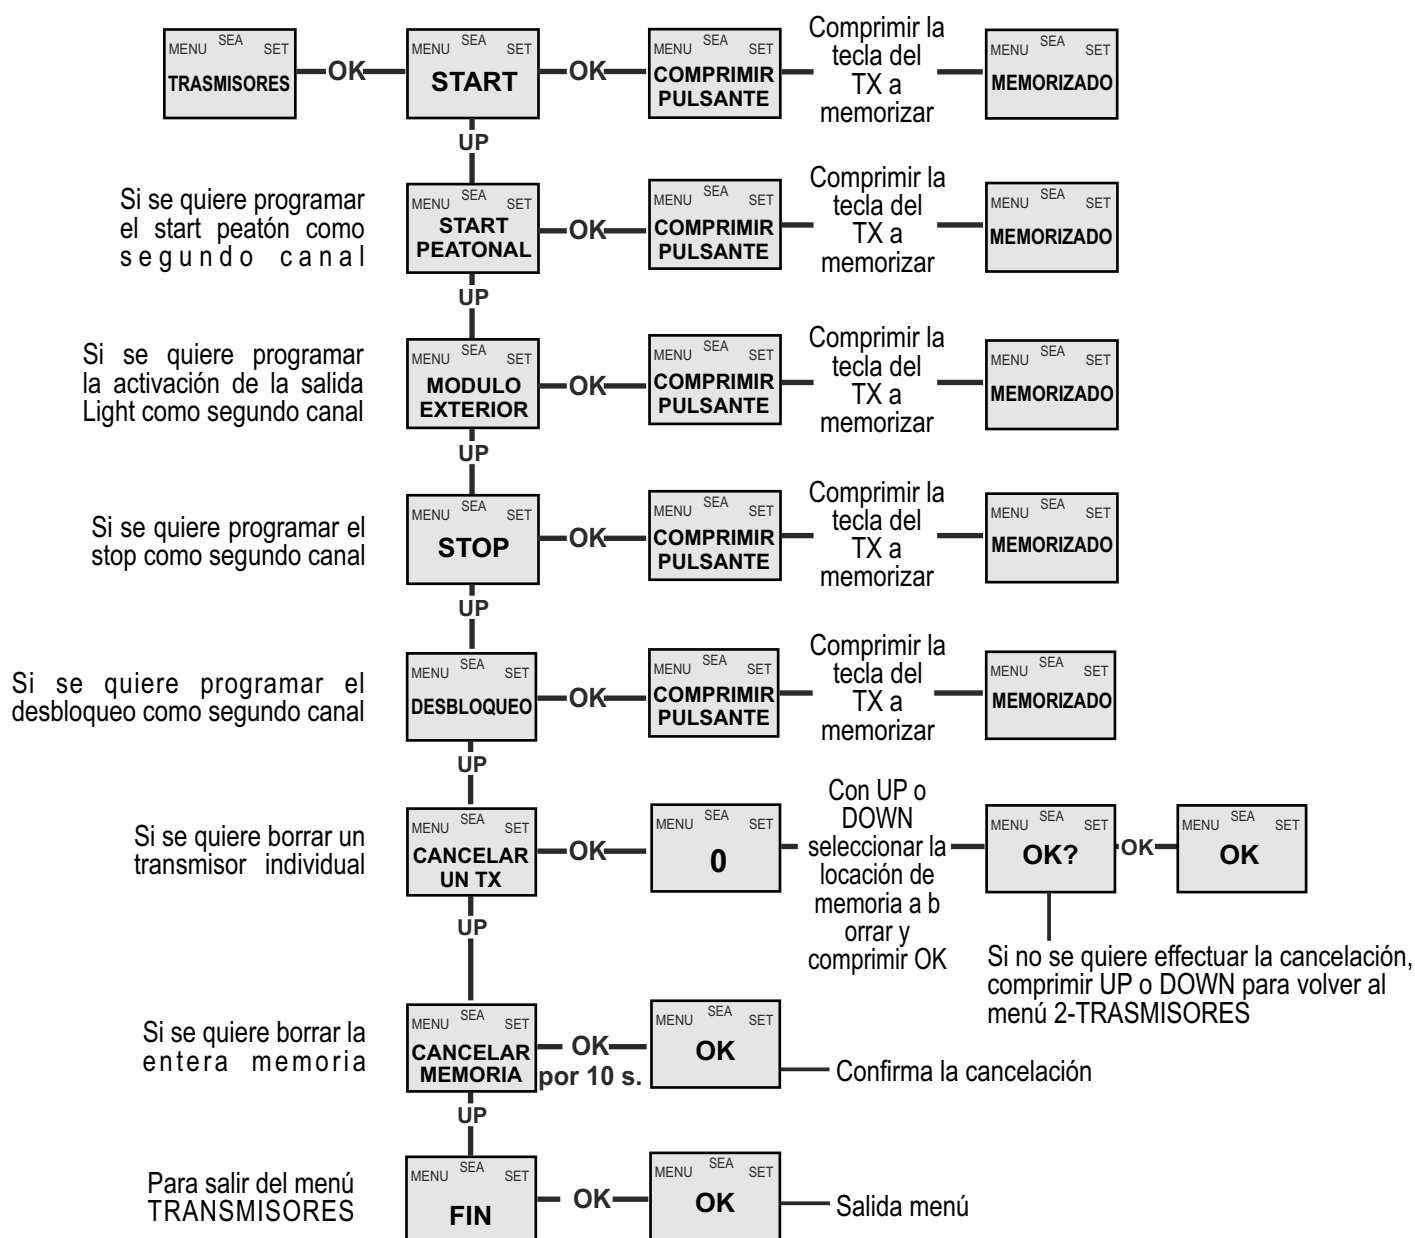 MENU SEA SET
TRASMISORES
OK
MENU SEA SET
START
OK
MENU SEA SET
COMPRIMIR
PULSANTE
Comprimir la
tecla del
TX a
memorizar
MENU SEA SET
MEMORIZADO
UP
Si se quiere programar
el start peatón como
segundo canal
MENU SEA SET
START
PEATONAL
OK
MENU SEA SET
COMPRIMIR
PULSANTE
Comprimir la
tecla del
TX a
memorizar
MENU SEA SET
MEMORIZADO
UP
Si se quiere programar
la activación de la salida
Light como segundo canal
MENU SEA SET
MODULO
EXTERIOR
OK
MENU SEA SET
COMPRIMIR
PULSANTE
Comprimir la
tecla del
TX a
memorizar
MENU SEA SET
MEMORIZADO
UP
Si se quiere programar el
stop como segundo canal
MENU SEA SET
STOP
OK
MENU SEA SET
COMPRIMIR
PULSANTE
Comprimir la
tecla del
TX a
memorizar
MENU SEA SET
MEMORIZADO
UP
Si se quiere programar el
desbloqueo como segundo canal
MENU SEA SET
DESBLOQUEO
OK
MENU SEA SET
COMPRIMIR
PULSANTE
Comprimir la
tecla del
TX a
memorizar
MENU SEA SET
MEMORIZADO
UP
Si se quiere borrar un
transmisor individual
MENU SEA SET
CANCELAR
UN TX
OK
MENU SEA SET
0
Con UP o
DOWN
seleccionar la
locación de
memoria a b
orrar y
comprimir OK
MENU SEA SET
OK?
OK
MENU SEA SET
OK
Si no se quiere effectuar la cancelación,
comprimir UP o DOWN para volver al
menú 2-TRASMISORES
UP
Si se quiere borrar la
entera memoria
MENU SEA SET
CANCELAR
MEMORIA
OK
por 10 s.
MENU SEA SET
OK
Confirma la cancelación
UP
Para salir del menú
TRANSMISORES
MENU SEA SET
FIN
OK
MENU SEA SET
OK
Salida menú